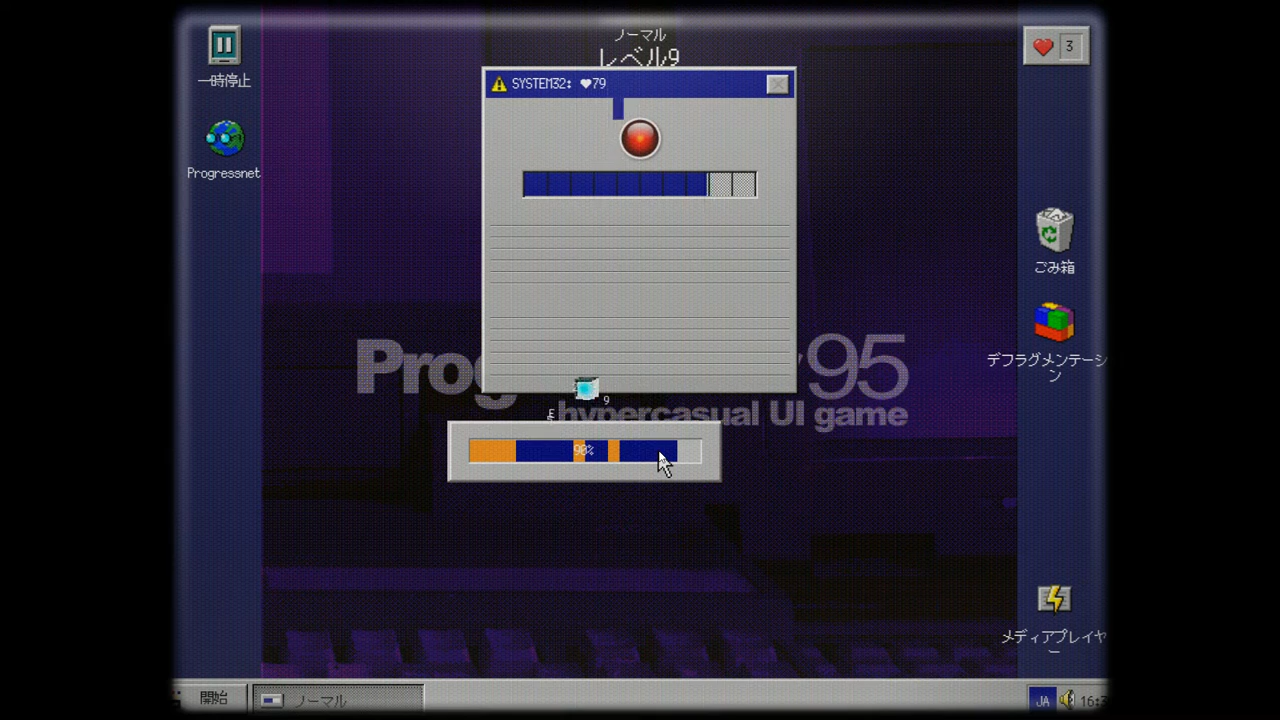 ノーマル
レベル9
3
一時停止
SYSTEM32: ♥79
Progressnet
ごみ箱
デフラグメンテーシ
ン
95
hypercasual UI game
9
90%
メディアプレイヤ
ー
開始
ノーマル
JA